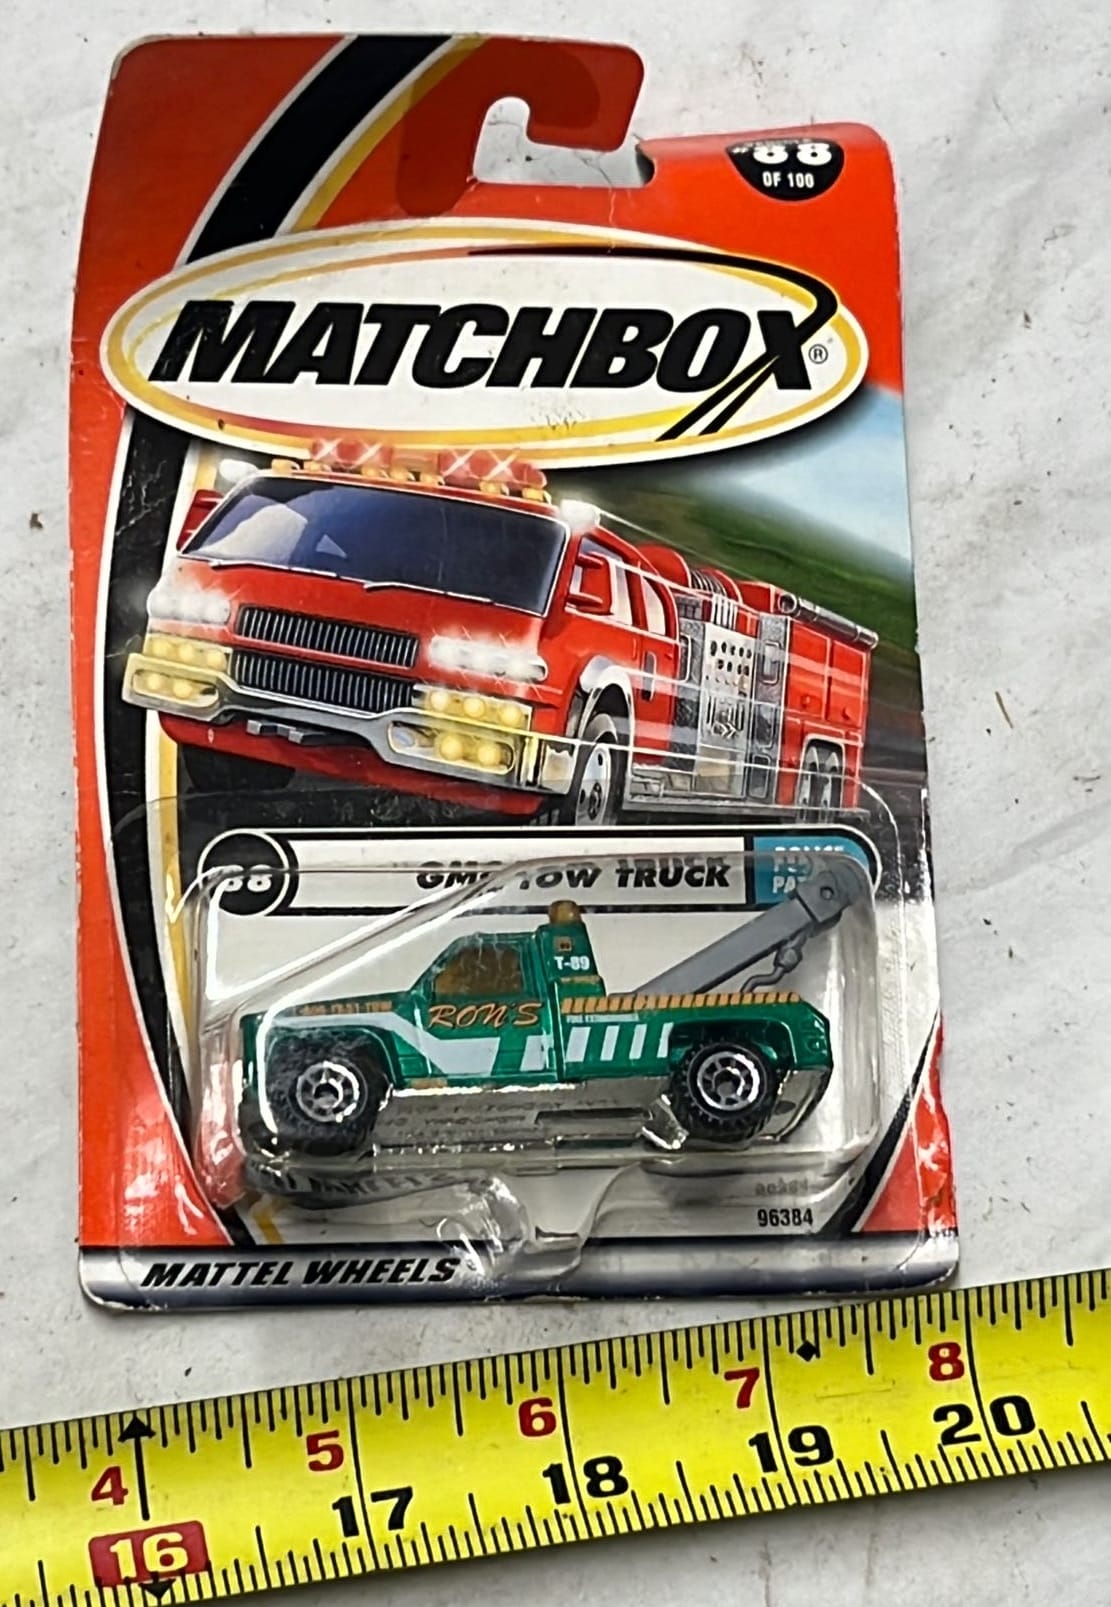 #88
OF 100
MATCHBOX®
88
GMC TOW TRUCK
POLICE
T-89
RON'S
96384
MATTEL WHEELS
4 5 6 7 8
16 17 18 19 20